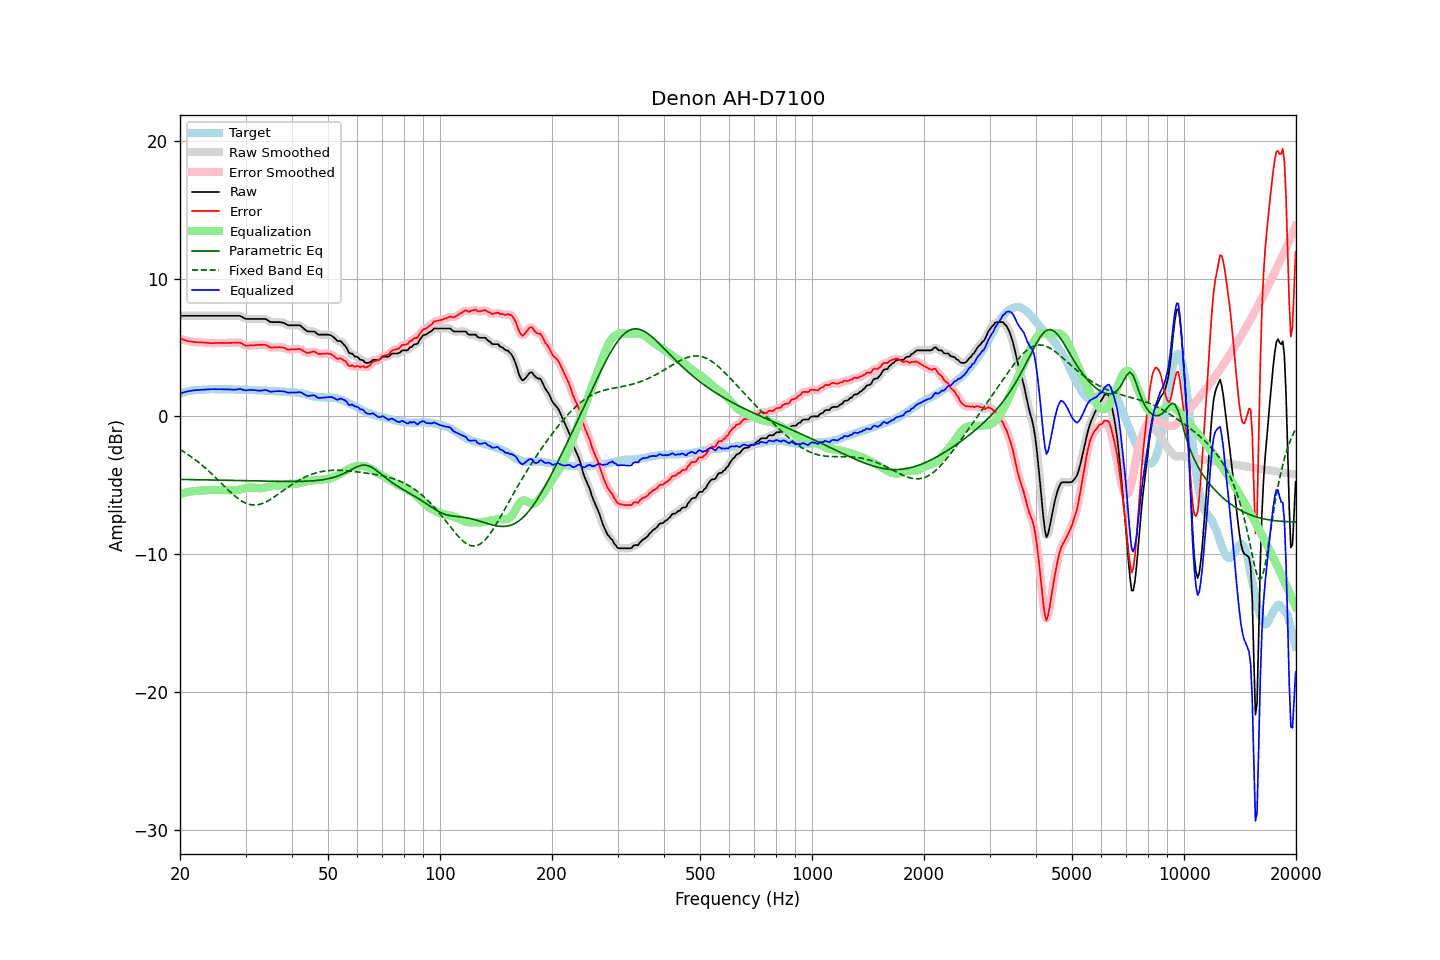 Denon AH-D7100
Target
Raw Smoothed
Error Smoothed
Raw
Error
Equalization
Parametric Eq
Fixed Band Eq
Equalized
20
10
0
−10
−20
−30
Amplitude (dBr)
20 50 100 200 500 1000 2000 5000 10000 20000
Frequency (Hz)